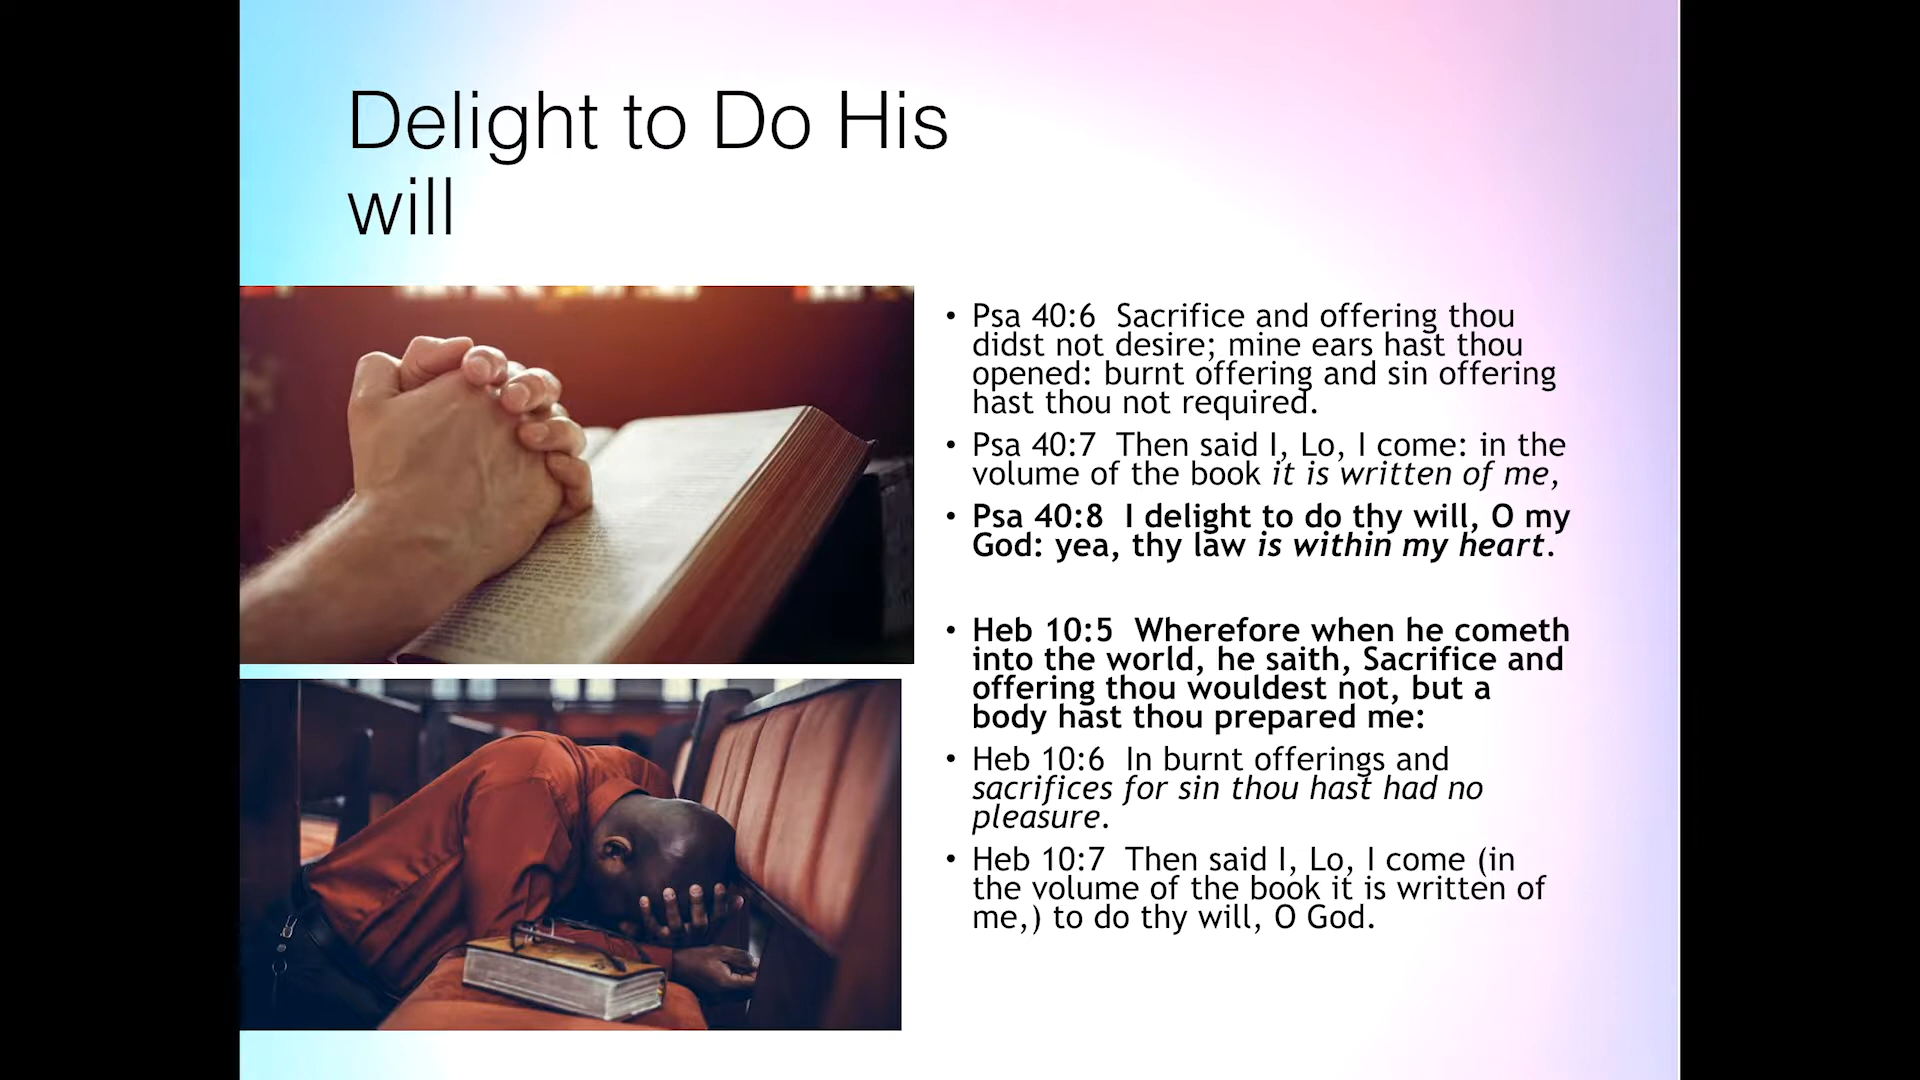 Delight to Do His
will
• Psa 40:6  Sacrifice and offering thou
didst not desire; mine ears hast thou
opened: burnt offering and sin offering
hast thou not required.
• Psa 40:7  Then said I, Lo, I come: in the
volume of the book it is written of me,
• Psa 40:8  I delight to do thy will, O my
God: yea, thy law is within my heart.
• Heb 10:5  Wherefore when he cometh
into the world, he saith, Sacrifice and
offering thou wouldest not, but a
body hast thou prepared me:
• Heb 10:6  In burnt offerings and
sacrifices for sin thou hast had no
pleasure.
• Heb 10:7  Then said I, Lo, I come (in
the volume of the book it is written of
me,) to do thy will, O God.